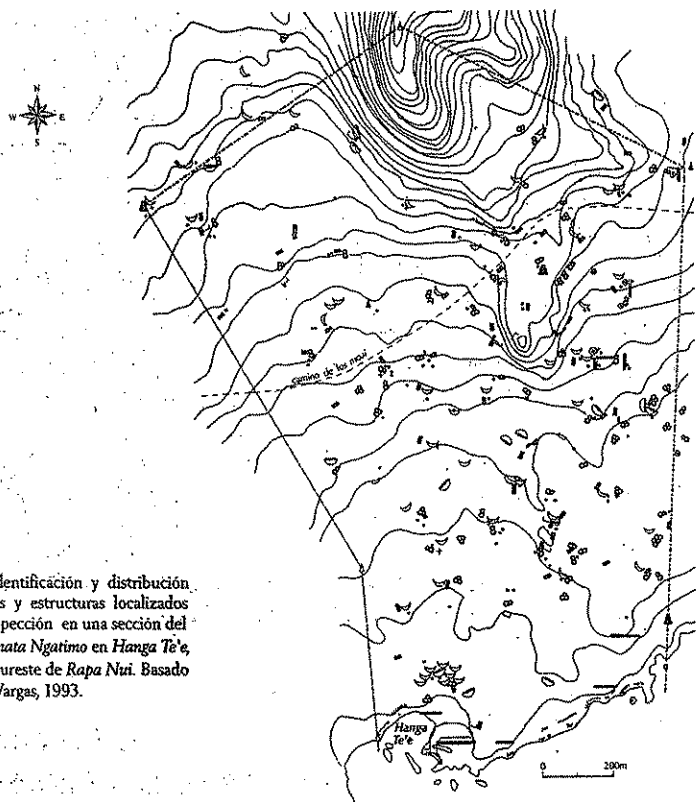 N
W E
S
camino de los moai
dentificación y distribución
s y estructuras localizados
pección en una sección del
nata Ngatimo en Hanga Te'e,
ureste de Rapa Nui. Basado
Vargas, 1993.
Hanga
Te'e
0 200m